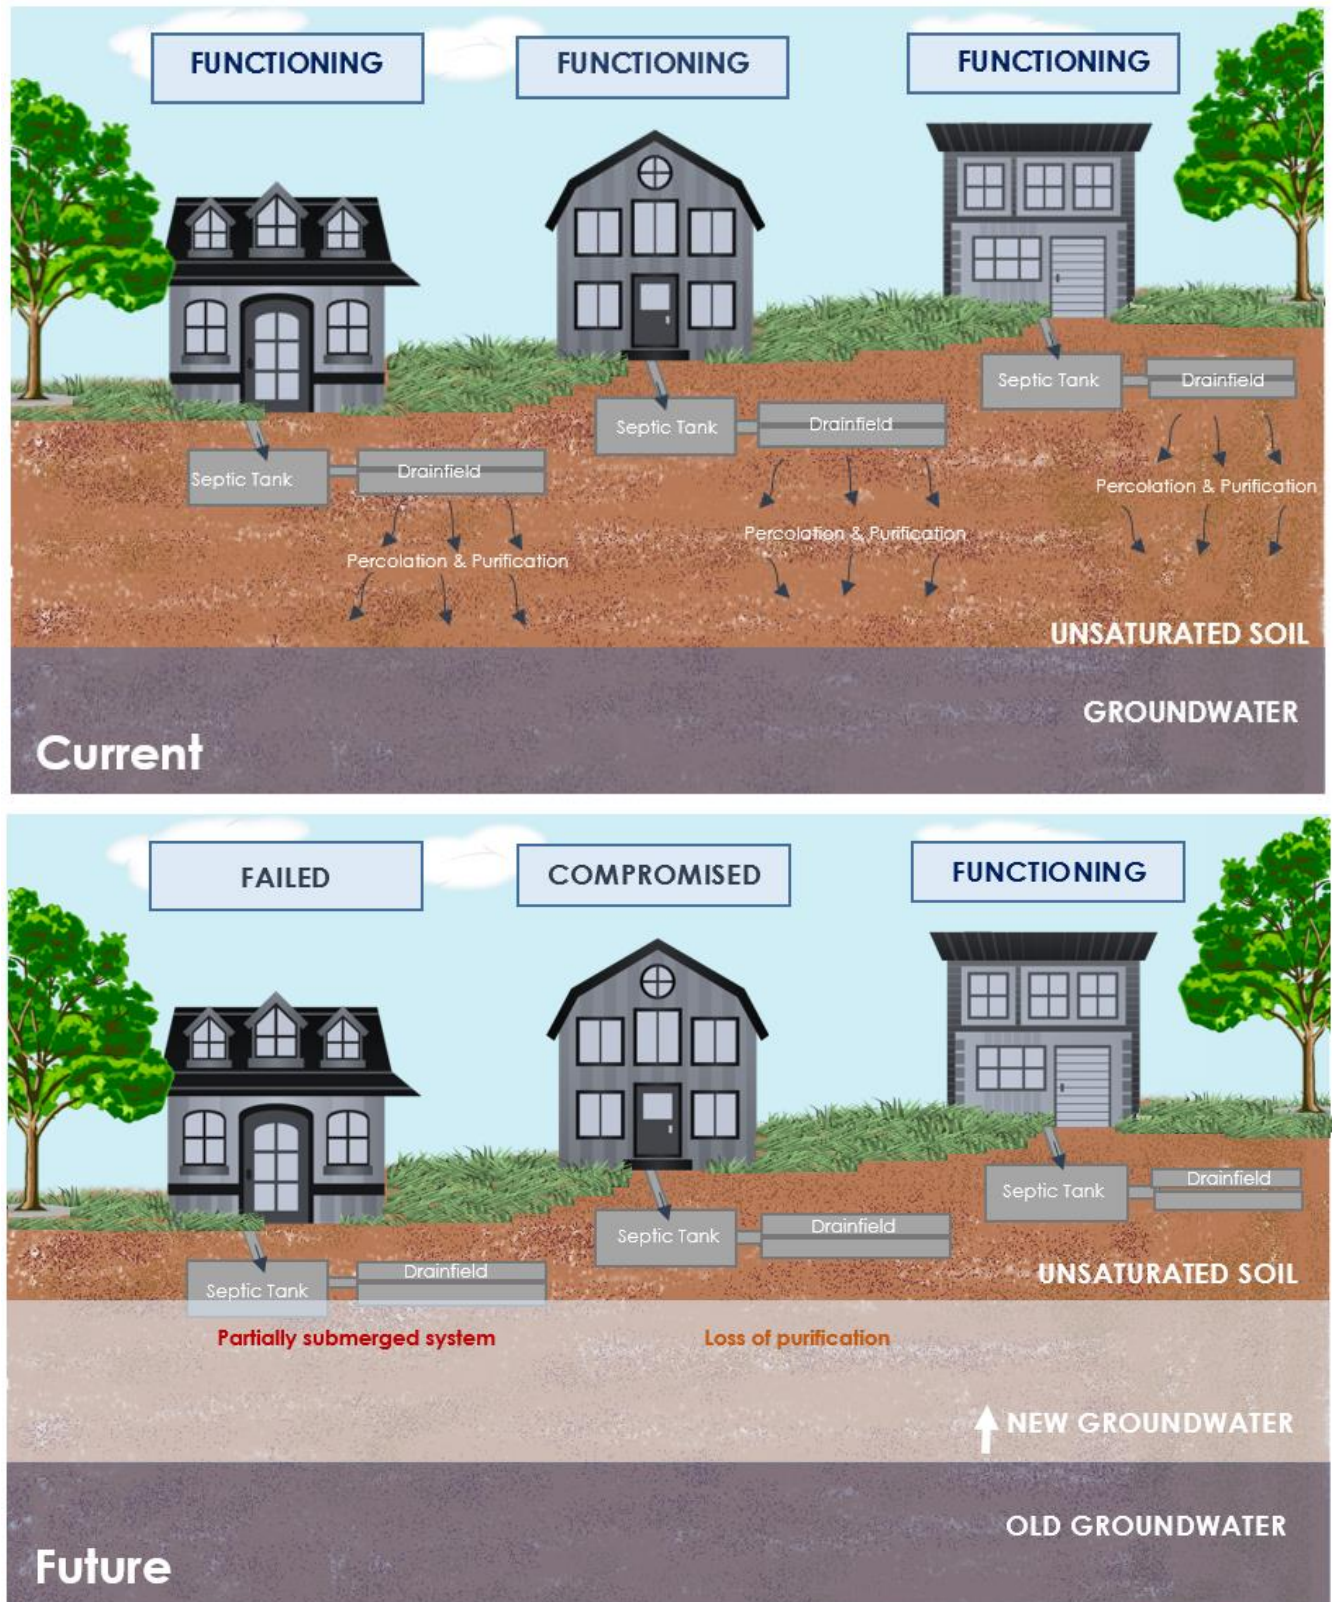 FUNCTIONING
FUNCTIONING
FUNCTIONING
Septic Tank
Drainfield
Percolation & Purification
Septic Tank
Drainfield
Percolation & Purification
Septic Tank
Drainfield
Percolation & Purification
UNSATURATED SOIL
GROUNDWATER
Current
FAILED
COMPROMISED
FUNCTIONING
Septic Tank
Drainfield
Partially submerged system
Septic Tank
Drainfield
Loss of purification
Septic Tank
Drainfield
UNSATURATED SOIL
NEW GROUNDWATER
OLD GROUNDWATER
Future